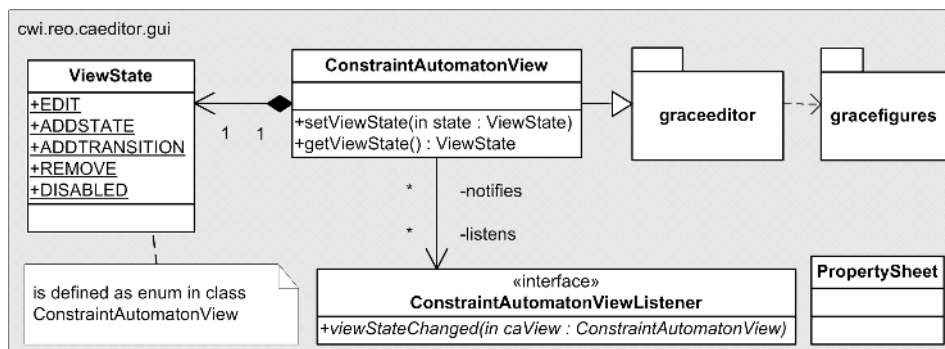 cwi.reo.caeditor.gui
ViewState
+EDIT
+ADDSTATE
+ADDTRANSITION
+REMOVE
+DISABLED
1
1
ConstraintAutomatonView
+setViewState(in state : ViewState)
+getViewState() : ViewState
graceeditor
gracefigures
*
-notifies
*
-listens
is defined as enum in class
ConstraintAutomatonView
«interface»
ConstraintAutomatonViewListener
+viewStateChanged(in caView : ConstraintAutomatonView)
PropertySheet